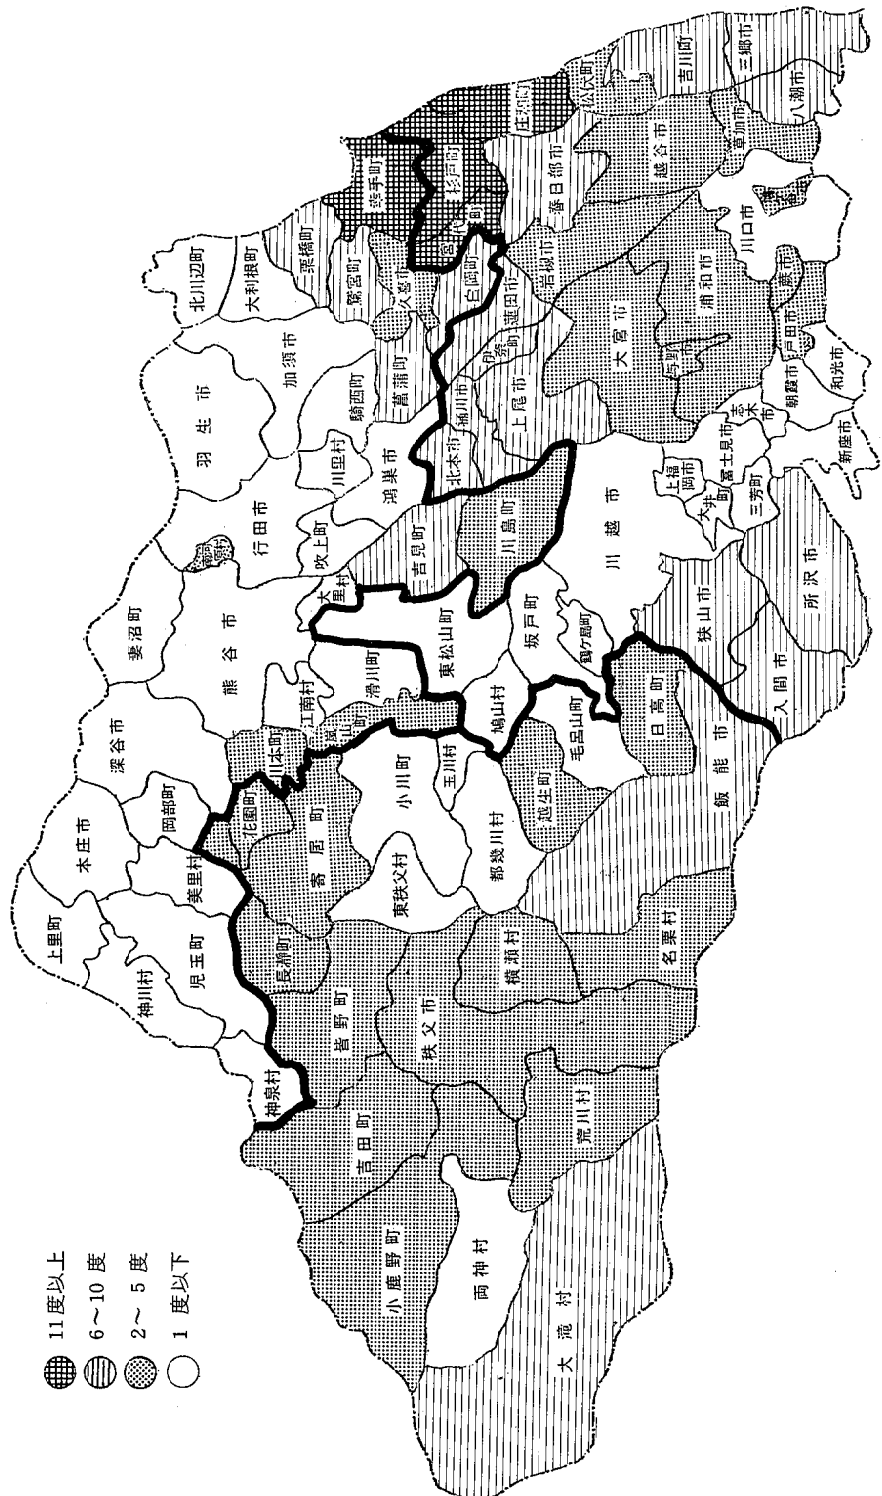 11度以上
6～10度
2～5度
1度以下
上里町
本庄市
深谷市
妻沼町
神川村
岡部町
美里村
児玉町
神泉村
熊谷市
行田市
羽生市
北川辺町
大利根町
加須市
栗橋町
騎西町
鷲宮町
川里村
吹上町
鴻巣市
菖蒲町
久喜市
幸手町
杉戸町
宮代町
白岡町
庄和町
大里村
江南村
川本町
花園町
寄居町
長瀞町
皆野町
吉田町
小鹿野町
両神村
大滝村
荒川村
秩父市
横瀬村
名栗村
東秩父村
小川町
嵐山町
滑川町
東松山町
吉見町
川島町
北本市
桶川市
上尾市
伊奈町
蓮田市
岩槻市
春日部市
松伏町
越谷市
吉川町
三郷市
八潮市
草加市
玉川村
都幾川村
鳩山村
越生町
毛呂山町
坂戸町
鶴ケ島町
日高町
飯能市
川越市
狭山市
入間市
所沢市
上福岡市
大井町
三芳町
富士見市
志木市
新座市
朝霞市
和光市
大宮市
与野市
浦和市
川口市
蕨市
戸田市